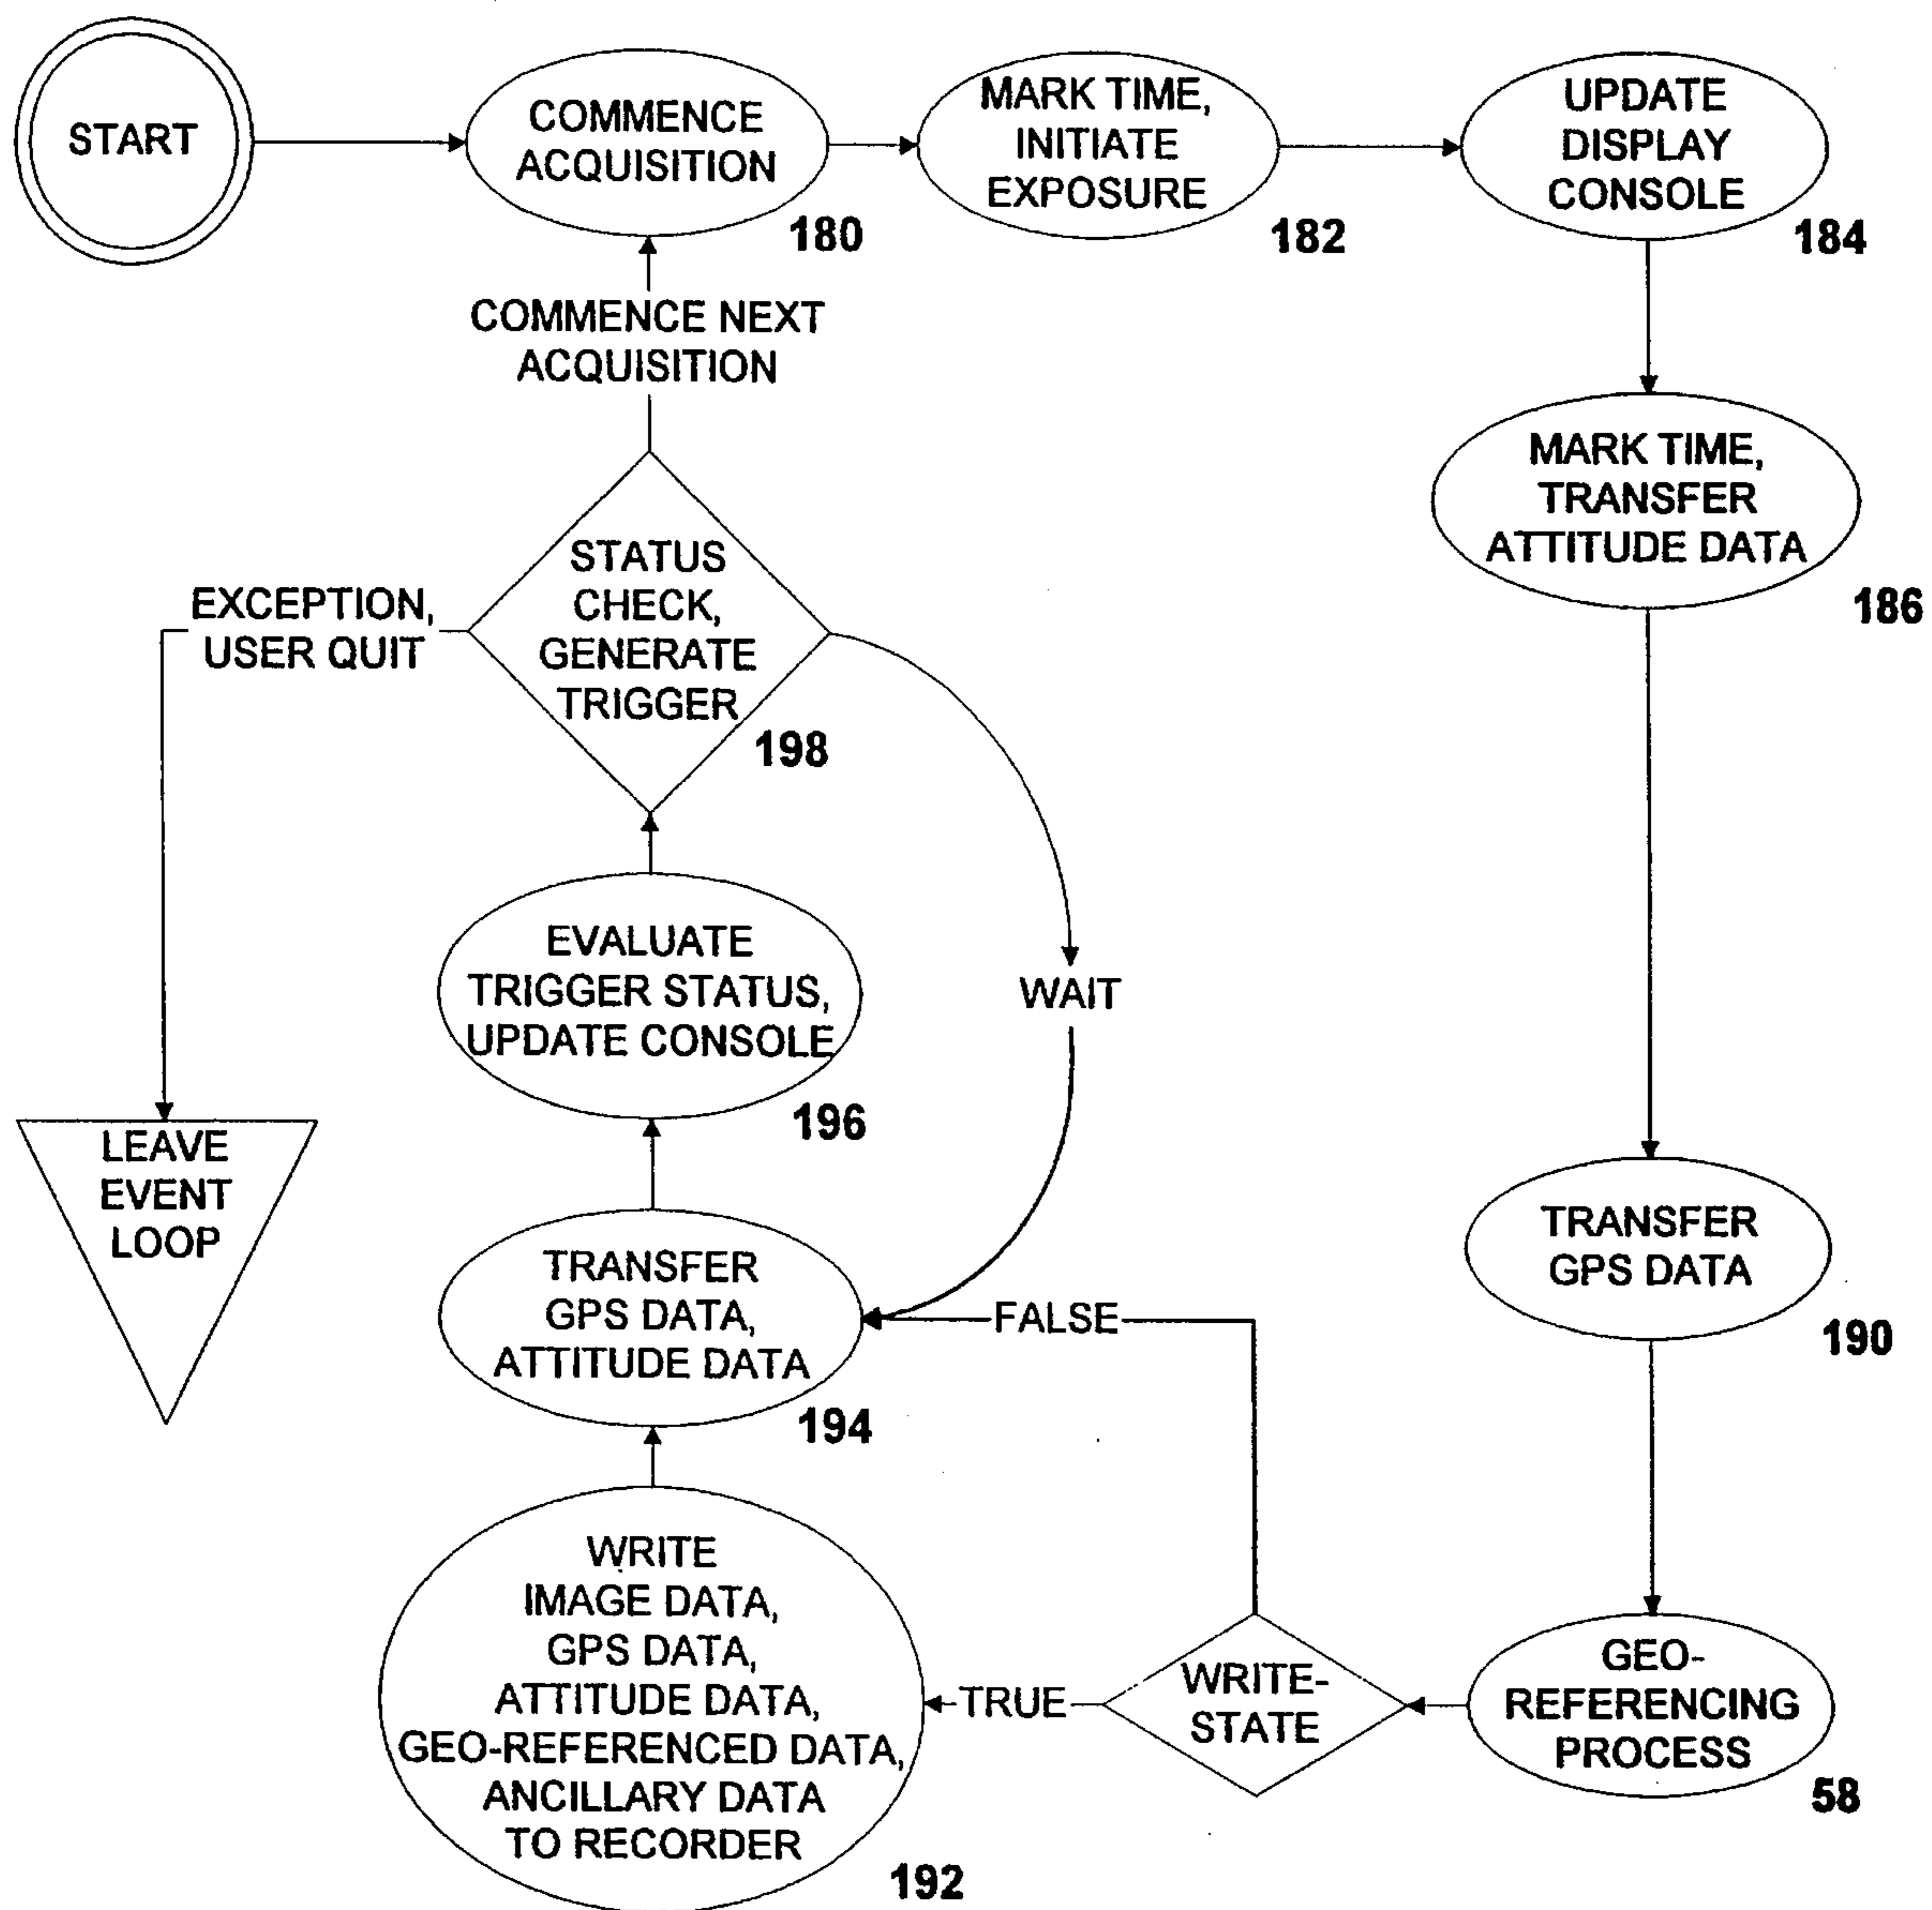 START
COMMENCE
ACQUISITION
180
MARK TIME,
INITIATE
EXPOSURE
182
UPDATE
DISPLAY
CONSOLE
184
COMMENCE NEXT
ACQUISITION
MARK TIME,
TRANSFER
ATTITUDE DATA
186
STATUS
CHECK,
GENERATE
TRIGGER
198
EXCEPTION,
USER QUIT
WAIT
EVALUATE
TRIGGER STATUS,
UPDATE CONSOLE
196
LEAVE
EVENT
LOOP
TRANSFER
GPS DATA
190
TRANSFER
GPS DATA,
ATTITUDE DATA
194
FALSE
WRITE
IMAGE DATA,
GPS DATA,
ATTITUDE DATA,
GEO-REFERENCED DATA,
ANCILLARY DATA
TO RECORDER
192
TRUE
WRITE-
STATE
GEO-
REFERENCING
PROCESS
58